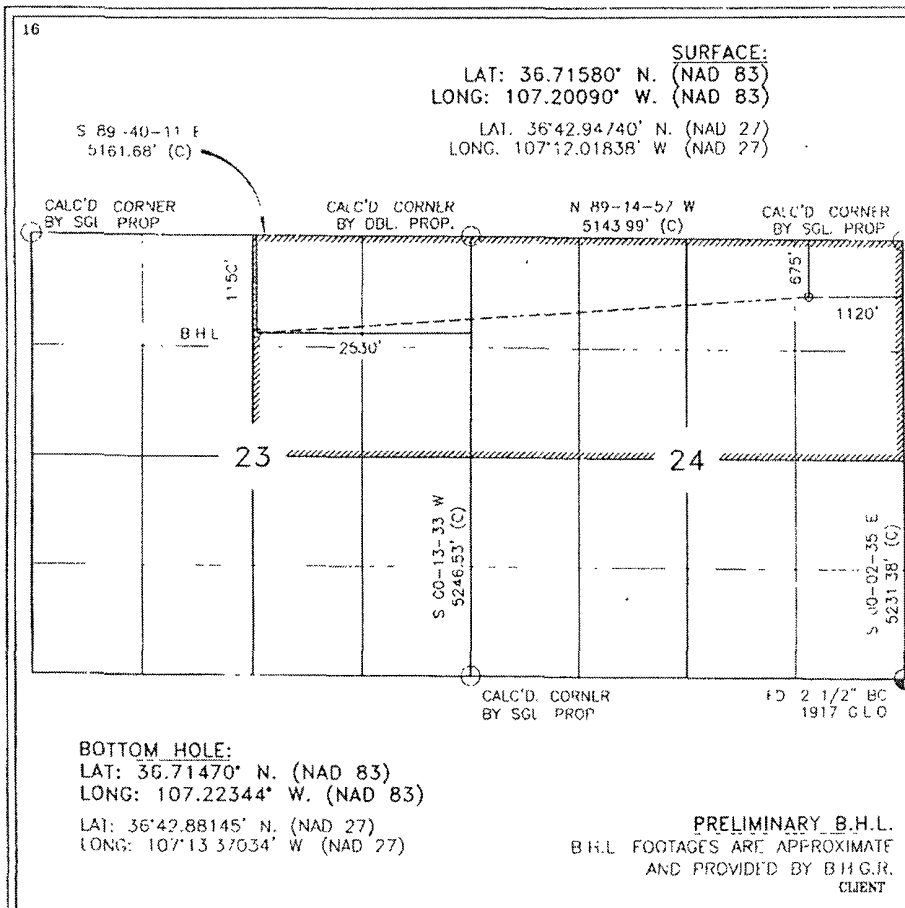 16
SURFACE:
LAT: 36.71580° N. (NAD 83)
LONG: 107.20090° W. (NAD 83)
LAT. 36°42.94740' N. (NAD 27)
LONG. 107°12.01838' W (NAD 27)
S 89-40-11 E
5161.68' (C)
CALC'D CORNER
BY SGL PROP
CALC'D CORNER
BY DBL. PROP.
N 89-14-57 W
5143 99' (C)
CALC'D CORNER
BY SGL. PROP
1150'
675'
1120'
B H L
2530'
23
24
S 00-13-33 W
5246.53' (C)
S 00-02-35 E
5231 38' (C)
CALC'D. CORNER
BY SGL PROP
FD 2 1/2" BC
1917 G L O
BOTTOM HOLE:
LAT: 36.71470° N. (NAD 83)
LONG: 107.22344° W. (NAD 83)
LAT: 36°42.88145' N. (NAD 27)
LONG: 107°13 37034' W (NAD 27)
PRELIMINARY B.H.L.
B H.L FOOTAGES ARE APPROXIMATE
AND PROVIDED BY B H G.R.
CLIENT